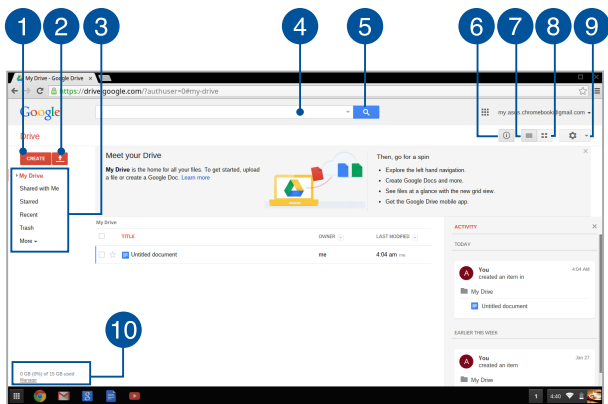 1 2 3 4 5 6 7 8 9
My Drive - Google Drive ×
https://drive.google.com/?authuser=0#my-drive
Google
my.asus.chromebook@gmail.com
Drive
CREATE
Meet your Drive
My Drive is the home for all your files. To get started, upload
a file or create a Google Doc. Learn more
Then, go for a spin
• Explore the left hand navigation.
• Create Google Docs and more.
• See files at a glance with the new grid view.
• Get the Google Drive mobile app.
My Drive
Shared with Me
Starred
Recent
Trash
More
My Drive
TITLE OWNER LAST MODIFIED
Untitled document me 4:04 am me
ACTIVITY ×
TODAY
A You 4:04 AM
created an item in
My Drive
Untitled document
EARLIER THIS WEEK
A You Jan 27
created an item
My Drive
10
0 GB (0%) of 15 GB used
Manage
8 1 4:40